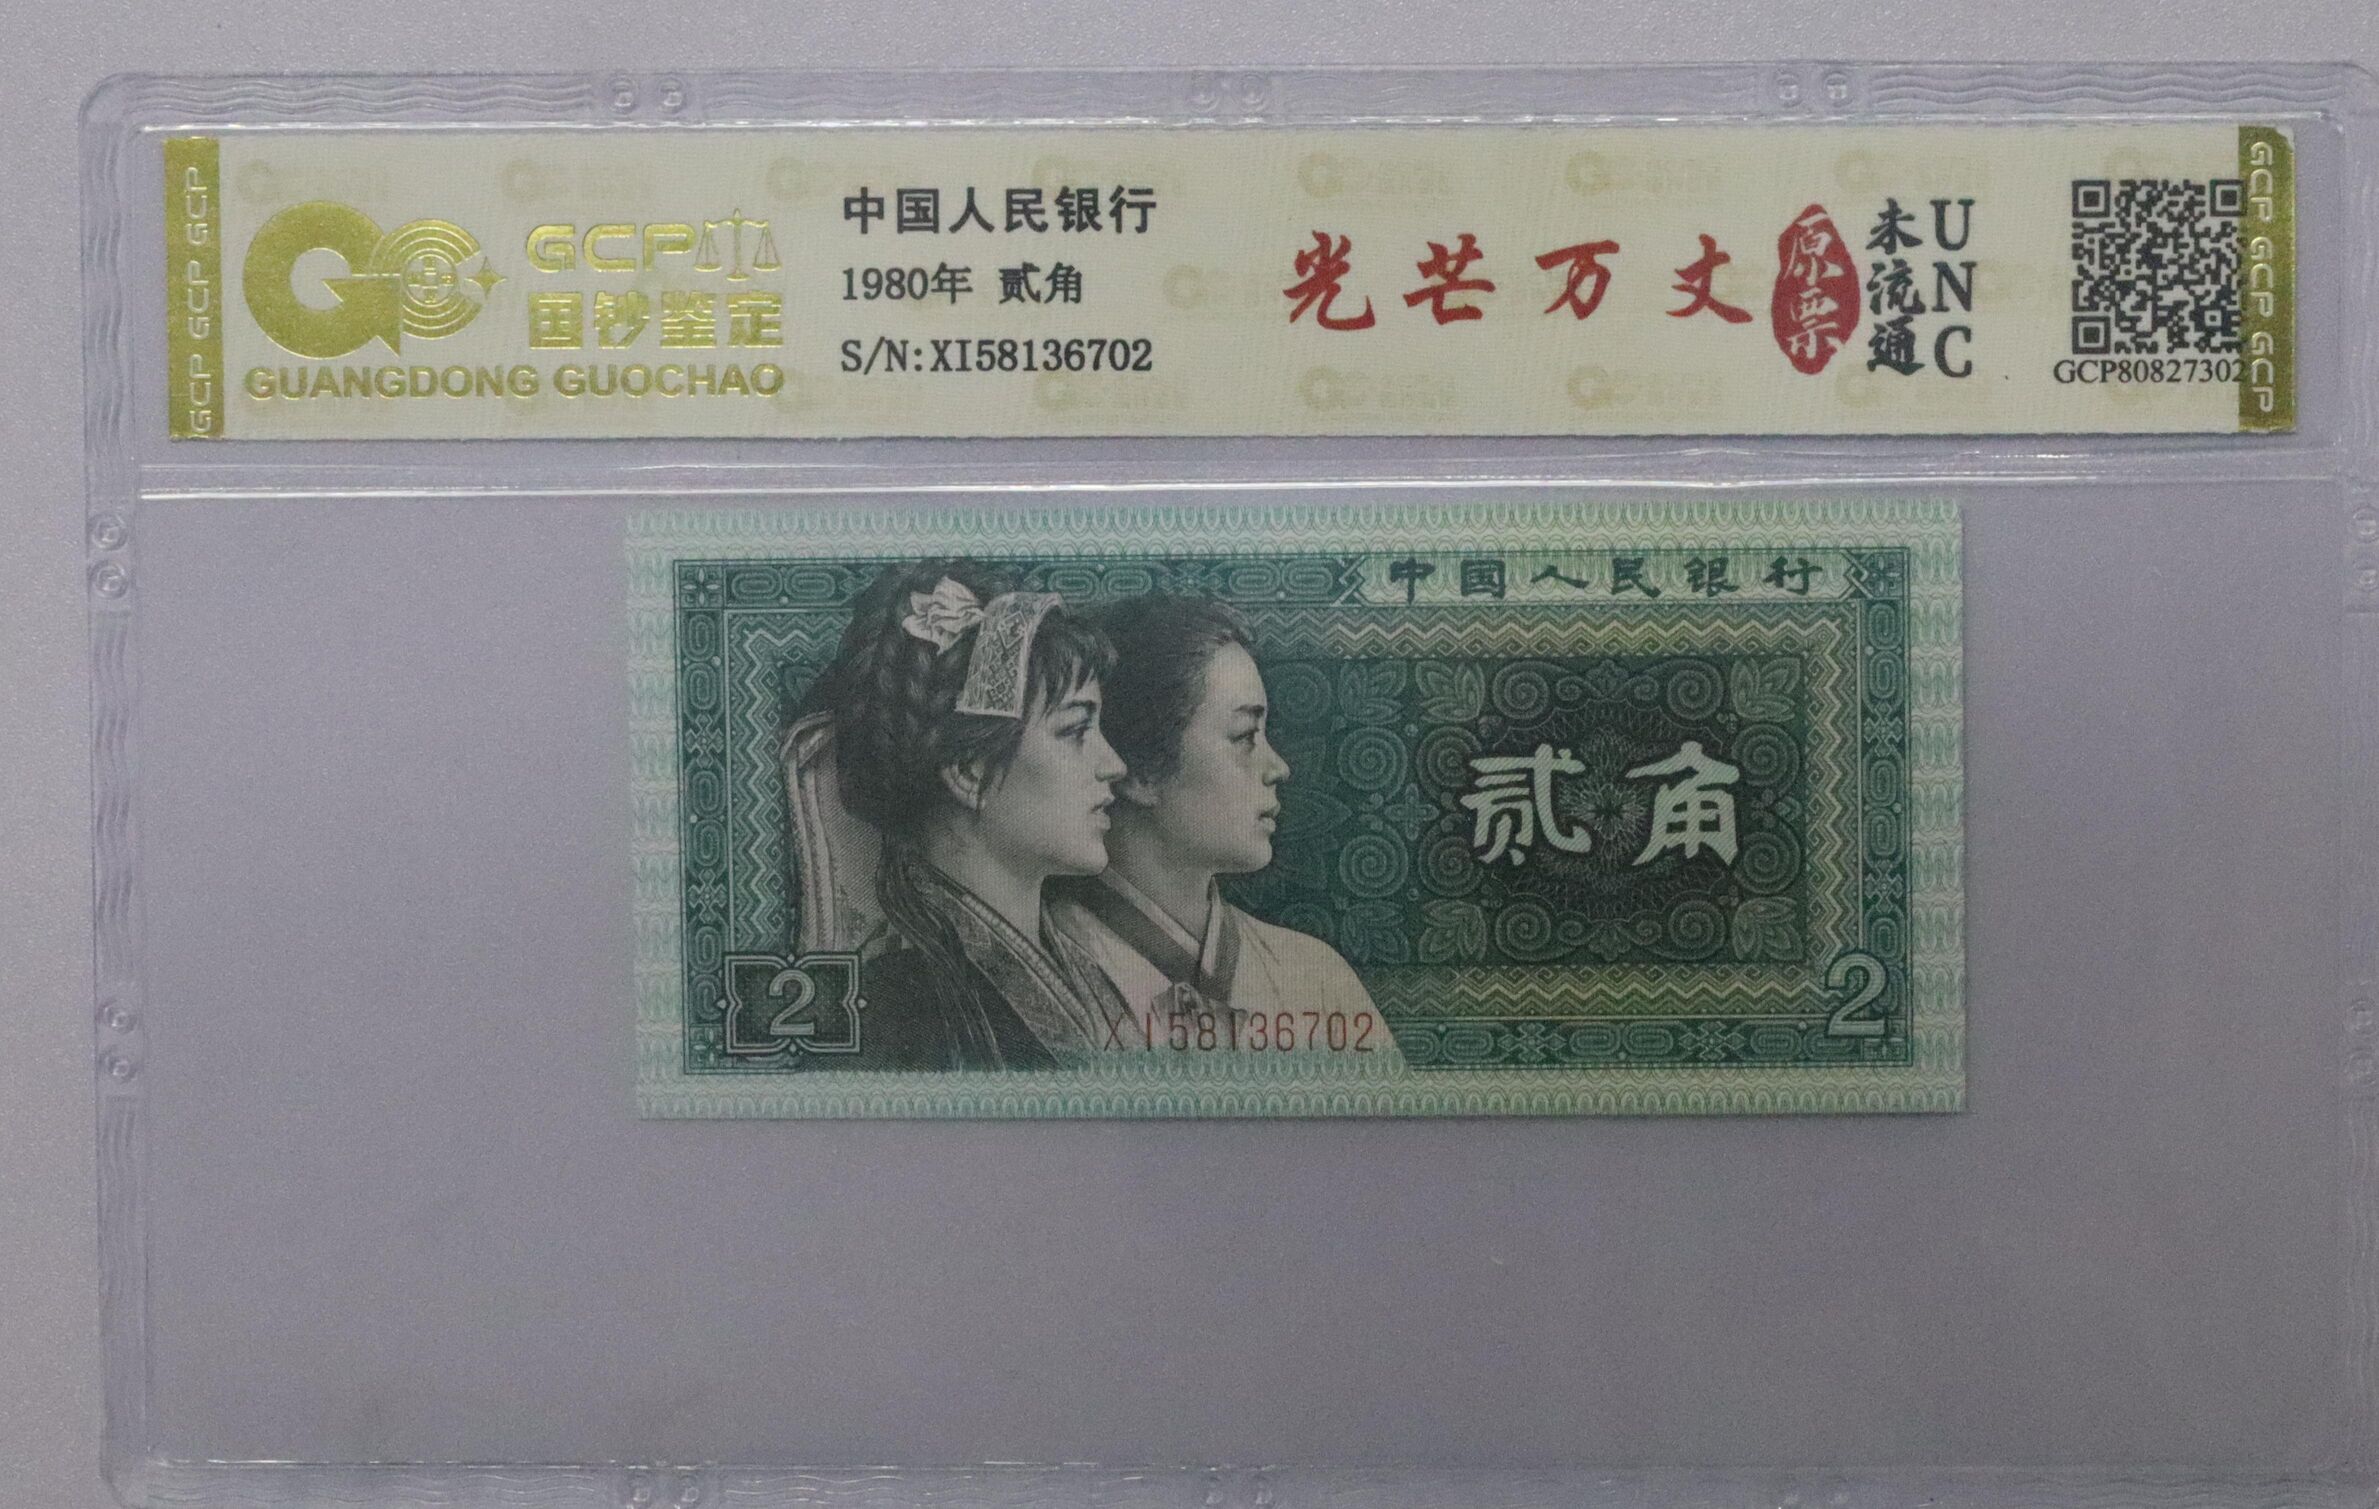 GCP GCP GCP
GCP
国钞鉴定
GUANGDONG GUOCHAO
中国人民银行
1980年 贰角
S/N:XI58136702
光芒万丈
原票
未流通
UNC
GCP80827302
GCP GCP GCP
中国人民银行
贰角
2
2
XI58136702